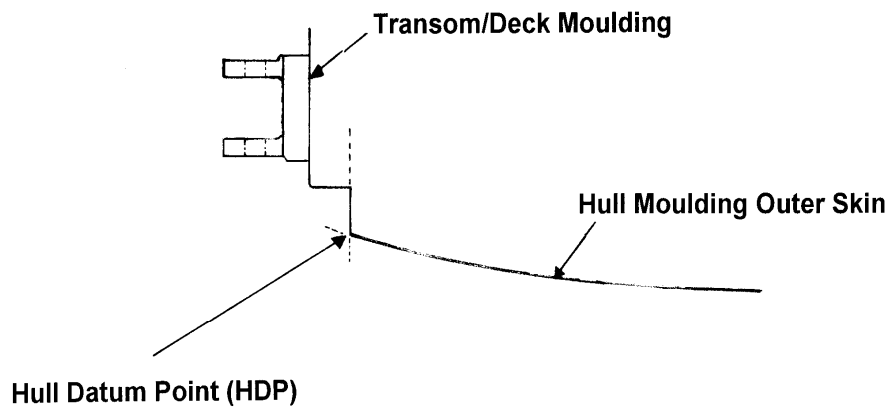 Transom/Deck Moulding
Hull Moulding Outer Skin
Hull Datum Point (HDP)